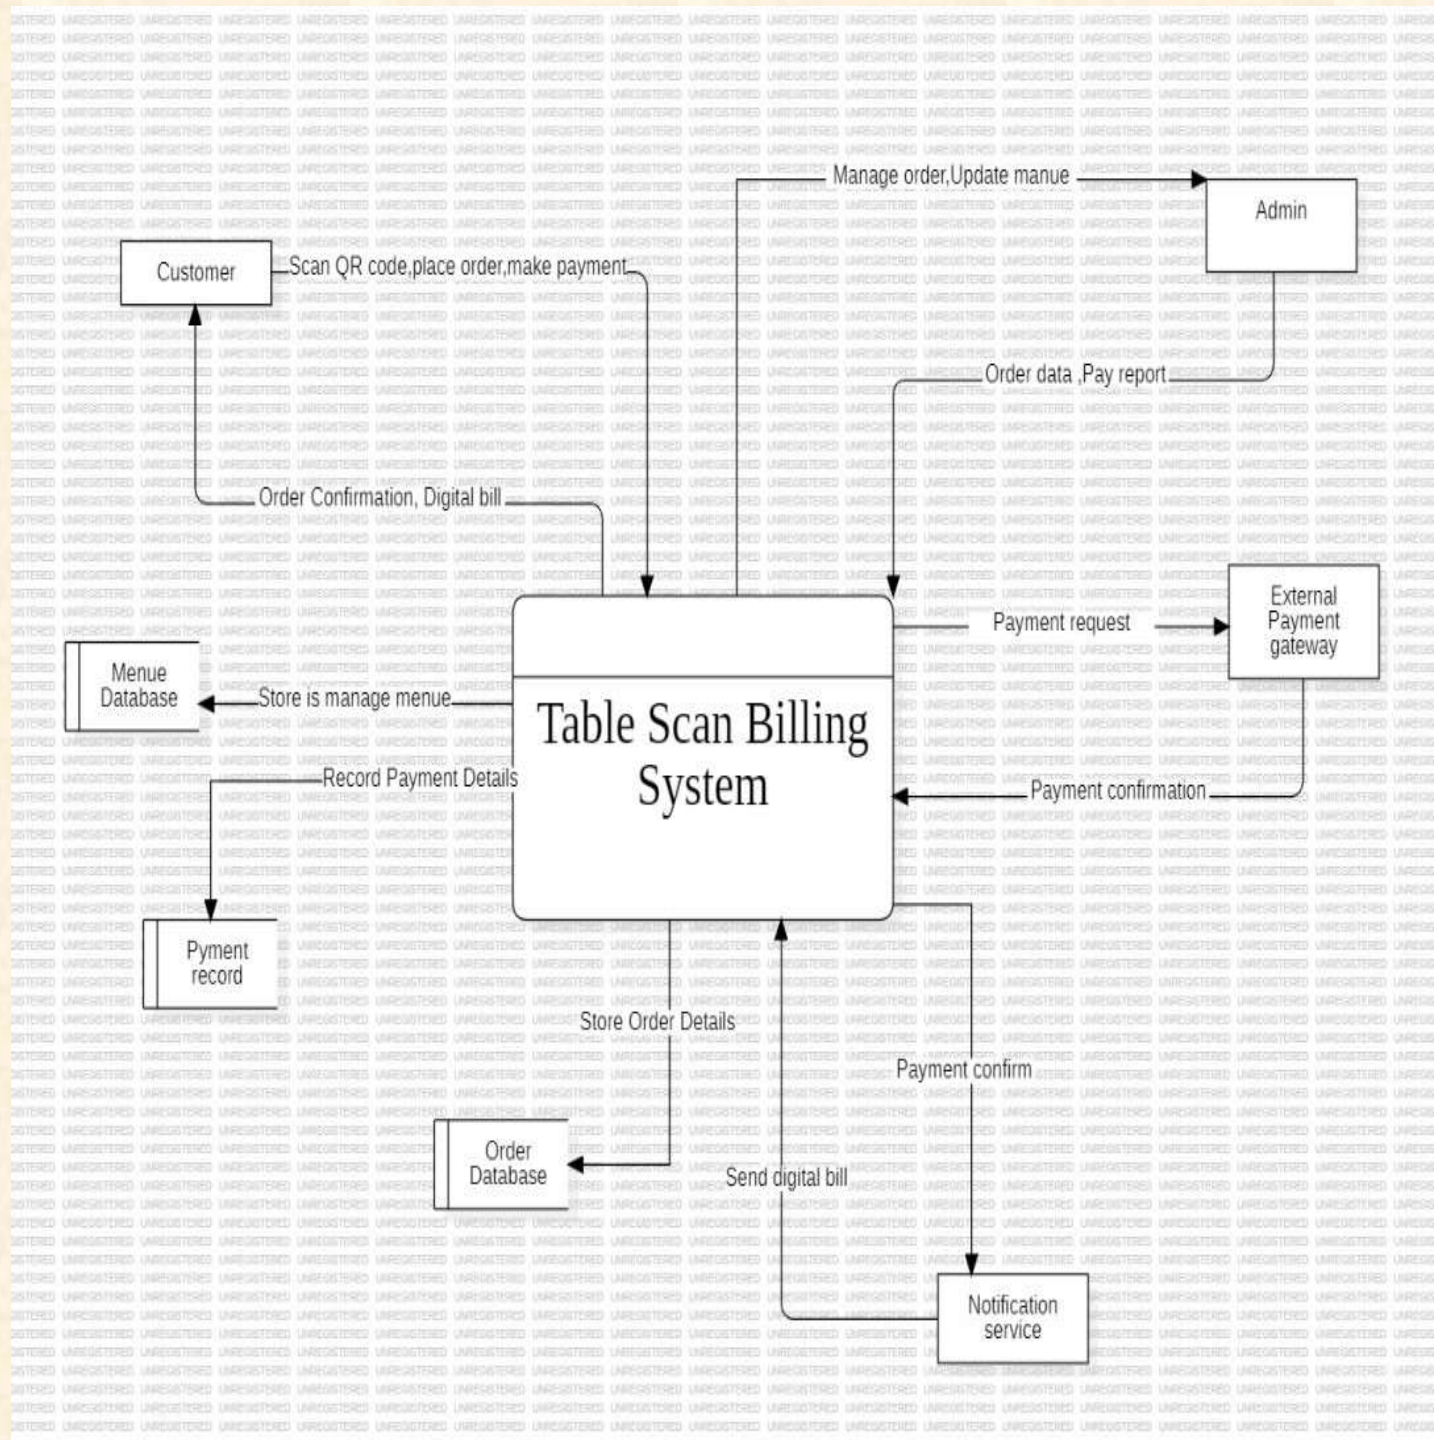 Manage order,Update manue
Admin
Customer
Scan QR code,place order,make payment
Order data ,Pay report
Order Confirmation, Digital bill
External
Payment
gateway
Payment request
Menue
Database
Store is manage menue
Table Scan Billing
System
Record Payment Details
Payment confirmation
Pyment
record
Store Order Details
Payment confirm
Order
Database
Send digital bill
Notification
service
UNREGISTERED